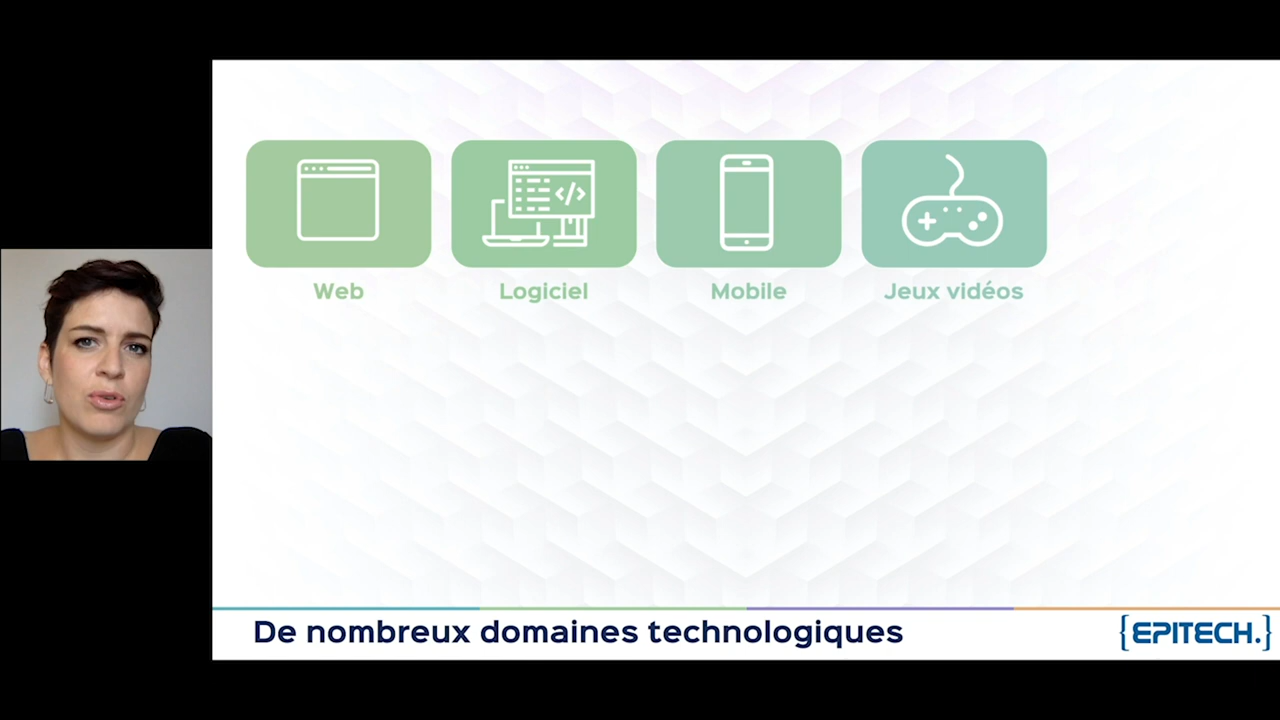 Web
Logiciel
Mobile
Jeux vidéos
De nombreux domaines technologiques
{EPITECH.}